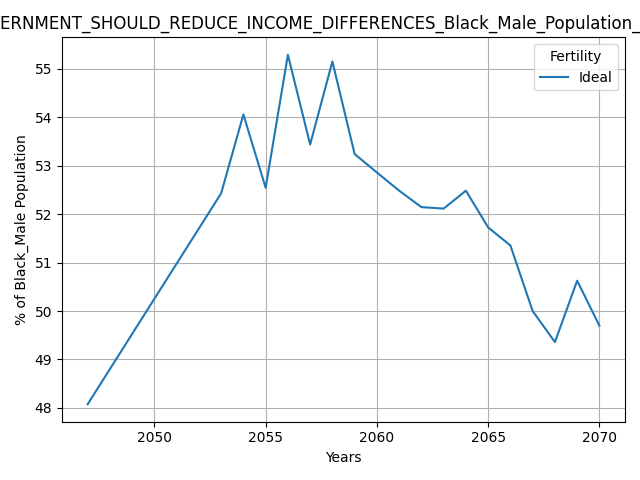 ERNMENT_SHOULD_REDUCE_INCOME_DIFFERENCES_Black_Male_Population_
Fertility
Ideal
% of Black_Male Population
55
54
53
52
51
50
49
48
2050 2055 2060 2065 2070
Years